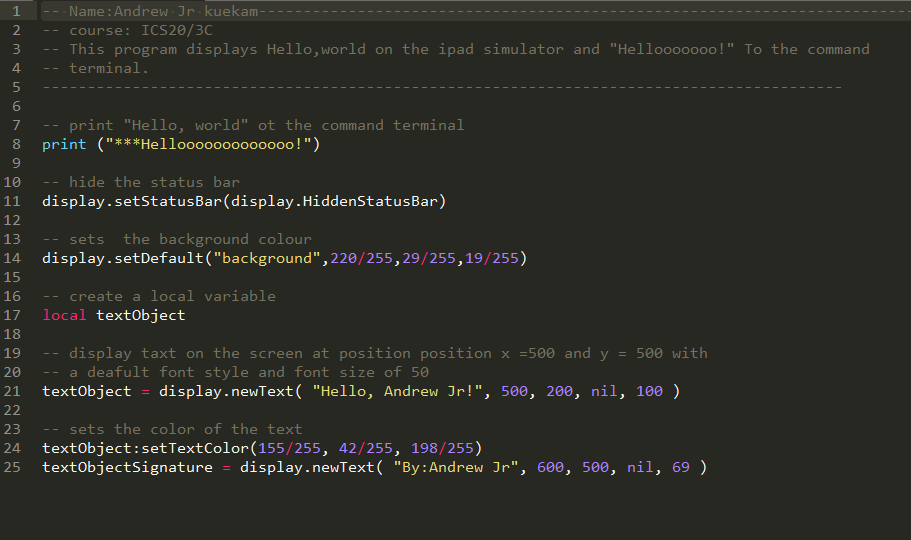 1 -- Name:Andrew Jr kuekam--------------------------------------------------------------------------
2 -- course: ICS20/3C
3 -- This program displays Hello,world on the ipad simulator and "Hellooooooo!" To the command
4 -- terminal.
5 -----------------------------------------------------------------------------------------
6
7 -- print "Hello, world" ot the command terminal
8 print ("***Hellooooooooooooo!")
9
10 -- hide the status bar
11 display.setStatusBar(display.HiddenStatusBar)
12
13 -- sets  the background colour
14 display.setDefault("background",220/255,29/255,19/255)
15
16 -- create a local variable
17 local textObject
18
19 -- display taxt on the screen at position position x =500 and y = 500 with
20 -- a deafult font style and font size of 50
21 textObject = display.newText( "Hello, Andrew Jr!", 500, 200, nil, 100 )
22
23 -- sets the color of the text
24 textObject:setTextColor(155/255, 42/255, 198/255)
25 textObjectSignature = display.newText( "By:Andrew Jr", 600, 500, nil, 69 )